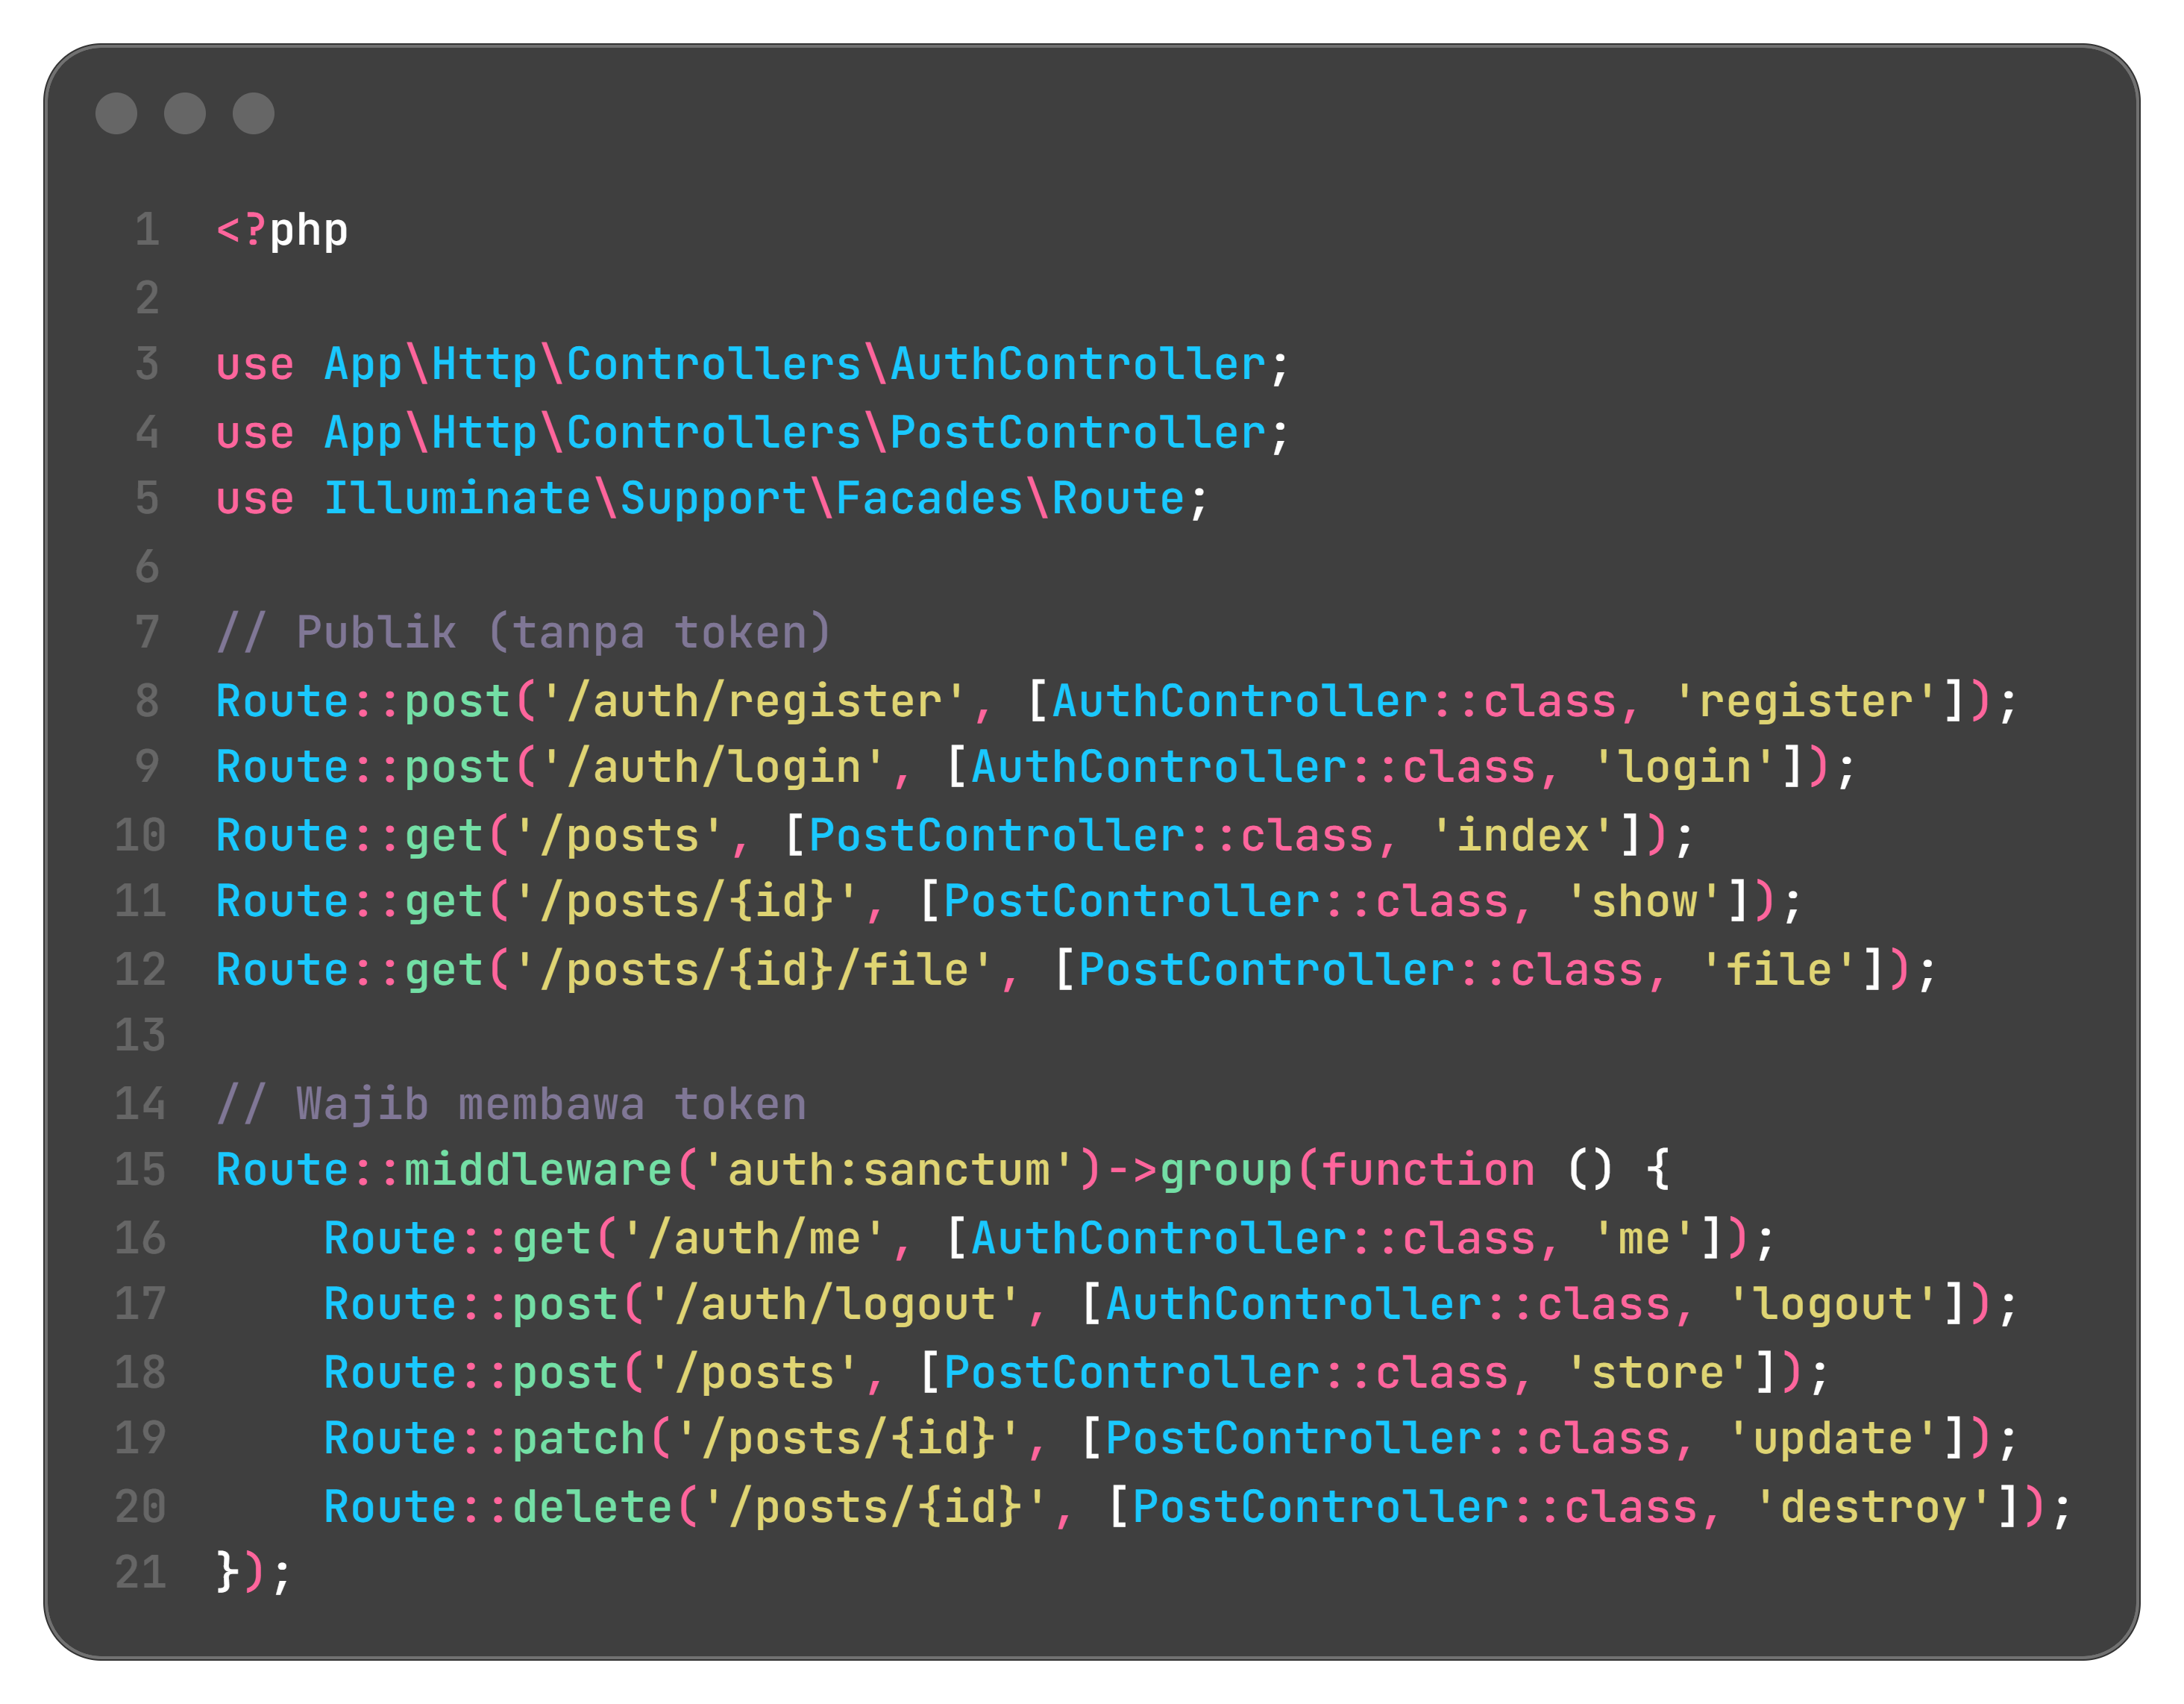 1 <?php
2
3 use App\Http\Controllers\AuthController;
4 use App\Http\Controllers\PostController;
5 use Illuminate\Support\Facades\Route;
6
7 // Publik (tanpa token)
8 Route::post('/auth/register', [AuthController::class, 'register']);
9 Route::post('/auth/login', [AuthController::class, 'login']);
10 Route::get('/posts', [PostController::class, 'index']);
11 Route::get('/posts/{id}', [PostController::class, 'show']);
12 Route::get('/posts/{id}/file', [PostController::class, 'file']);
13
14 // Wajib membawa token
15 Route::middleware('auth:sanctum')->group(function () {
16     Route::get('/auth/me', [AuthController::class, 'me']);
17     Route::post('/auth/logout', [AuthController::class, 'logout']);
18     Route::post('/posts', [PostController::class, 'store']);
19     Route::patch('/posts/{id}', [PostController::class, 'update']);
20     Route::delete('/posts/{id}', [PostController::class, 'destroy']);
21 });